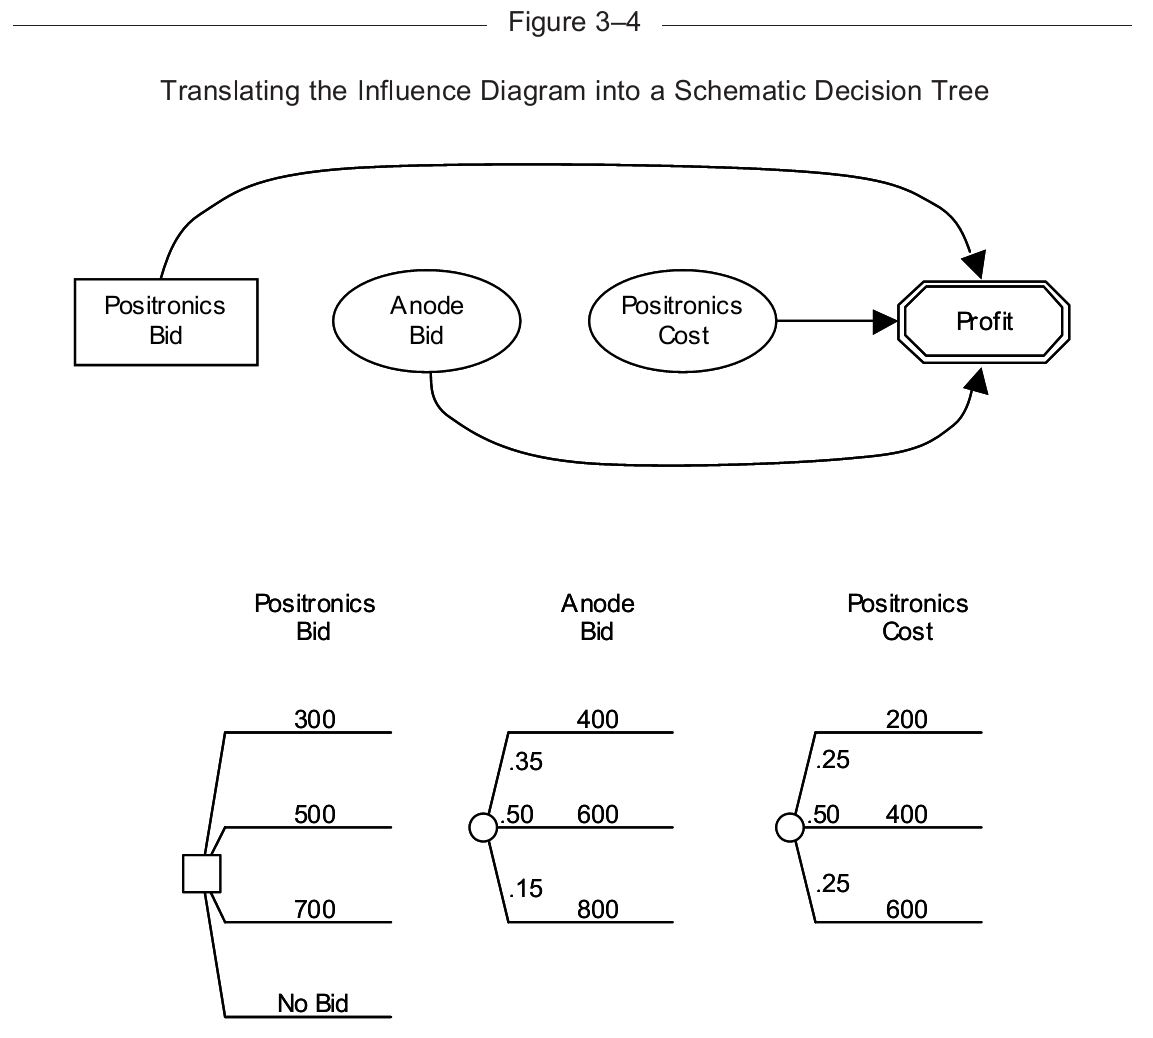 Figure 3–4
Translating the Influence Diagram into a Schematic Decision Tree
Positronics
Bid
Anode
Bid
Positronics
Cost
Profit
Positronics
Bid
Anode
Bid
Positronics
Cost
300
500
700
No Bid
400
.35
.50 600
.15
800
200
.25
.50 400
.25
600